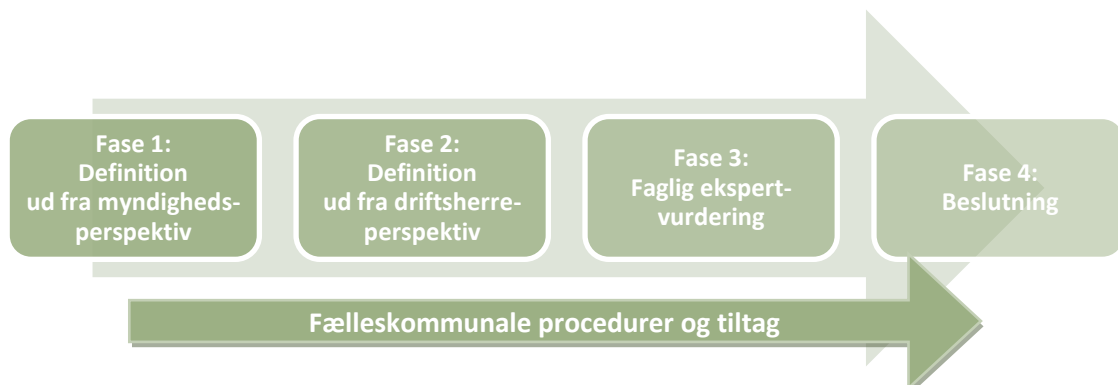 Fase 1:
Definition
ud fra myndigheds-
perspektiv
Fase 2:
Definition
ud fra driftsherre-
perspektiv
Fase 3:
Faglig ekspert-
vurdering
Fase 4:
Beslutning
Fælleskommunale procedurer og tiltag